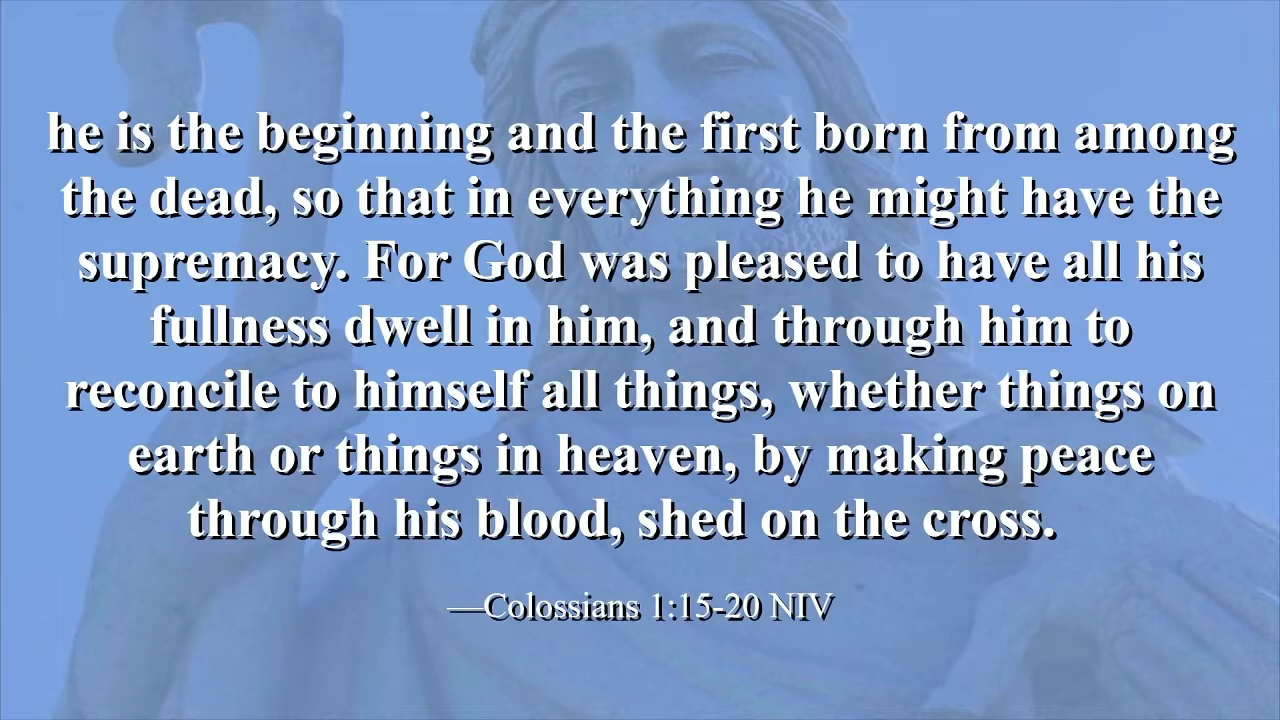 he is the beginning and the first born from among
the dead, so that in everything he might have the
supremacy. For God was pleased to have all his
fullness dwell in him, and through him to
reconcile to himself all things, whether things on
earth or things in heaven, by making peace
through his blood, shed on the cross.
—Colossians 1:15-20 NIV